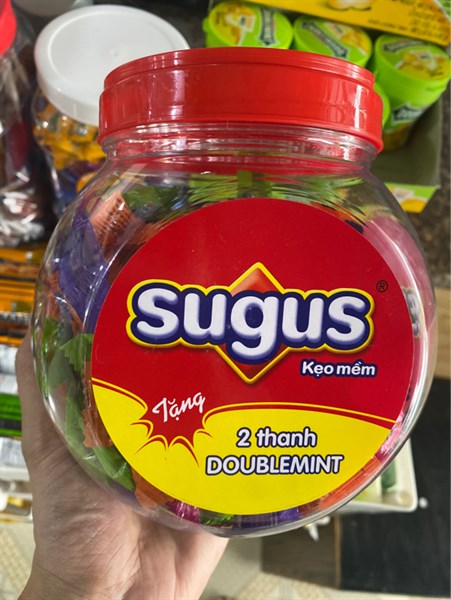 sugus®
Kẹo mềm
Tặng
2 thanh
DOUBLEMINT